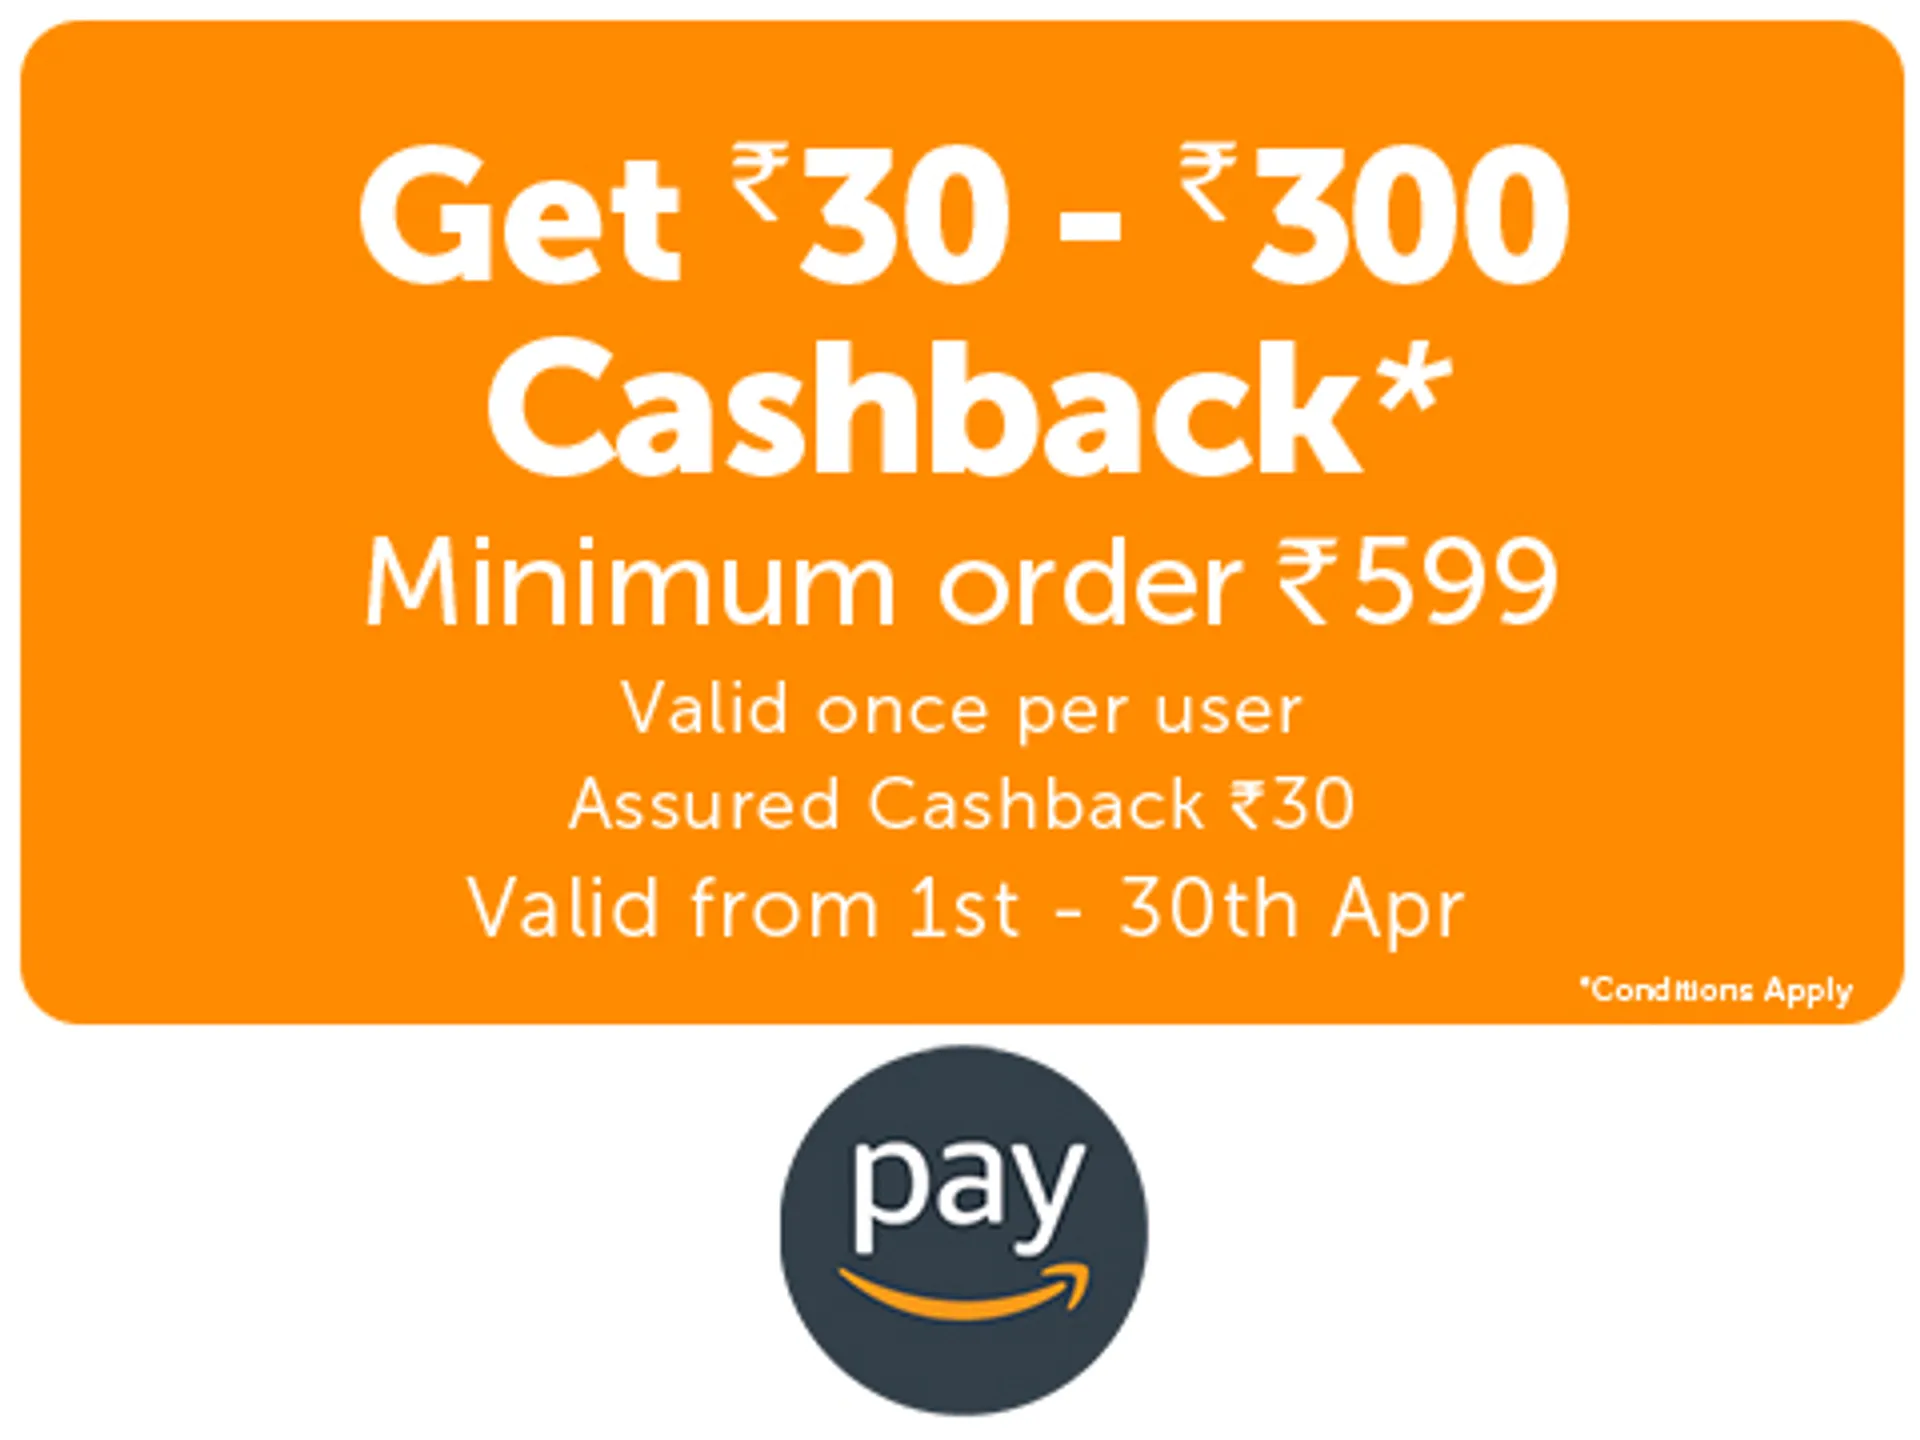 Get ₹30 - ₹300
Cashback*
Minimum order ₹599
Valid once per user
Assured Cashback ₹30
Valid from 1st - 30th Apr
*Conditions Apply
pay